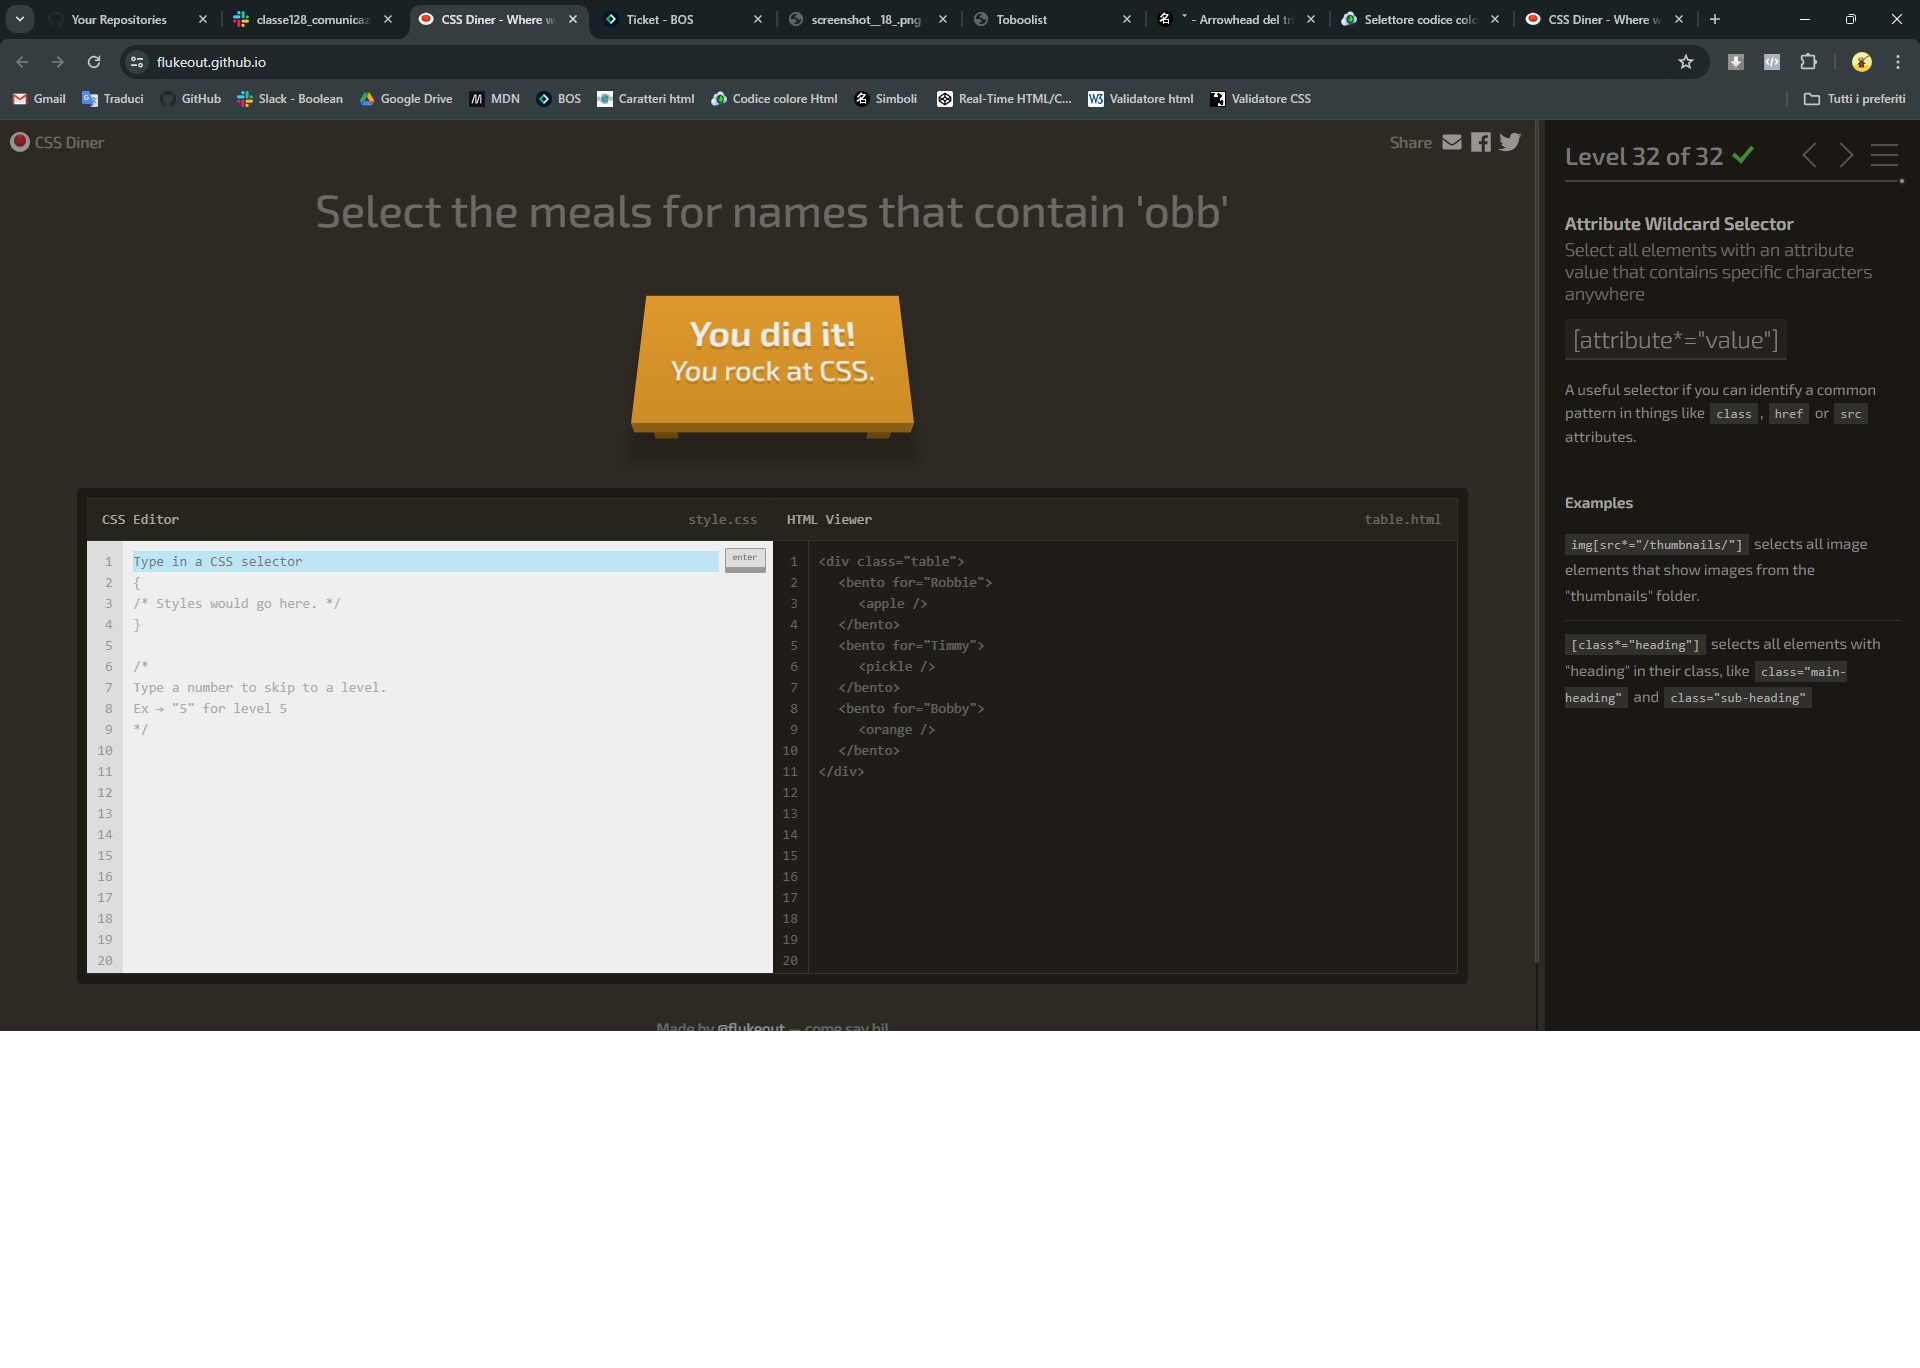 Your Repositories
classe128_comunicaz
CSS Diner - Where w
Ticket - BOS
screenshot__18_.png
Toboolist
- Arrowhead del tri
Selettore codice colo
CSS Diner - Where w
flukeout.github.io
Gmail
Traduci
GitHub
Slack - Boolean
Google Drive
MDN
BOS
Caratteri html
Codice colore Html
Simboli
Real-Time HTML/C...
Validatore html
Validatore CSS
Tutti i preferiti
CSS Diner
Share
Select the meals for names that contain 'obb'
You did it!
You rock at CSS.
CSS Editor
style.css
1 Type in a CSS selector
enter
2 {
3 /* Styles would go here. */
4 }
5
6 /*
7 Type a number to skip to a level.
8 Ex → "5" for level 5
9 */
10
11
12
13
14
15
16
17
18
19
20
HTML Viewer
table.html
1 <div class="table">
2 <bento for="Robbie">
3 <apple />
4 </bento>
5 <bento for="Timmy">
6 <pickle />
7 </bento>
8 <bento for="Bobby">
9 <orange />
10 </bento>
11 </div>
12
13
14
15
16
17
18
19
20
Made by @flukeout — come say hi!
Level 32 of 32
Attribute Wildcard Selector
Select all elements with an attribute
value that contains specific characters
anywhere
[attribute*="value"]
A useful selector if you can identify a common
pattern in things like class , href or src
attributes.
Examples
img[src*="/thumbnails/"] selects all image
elements that show images from the
"thumbnails" folder.
[class*="heading"] selects all elements with
"heading" in their class, like class="main-
heading" and class="sub-heading"